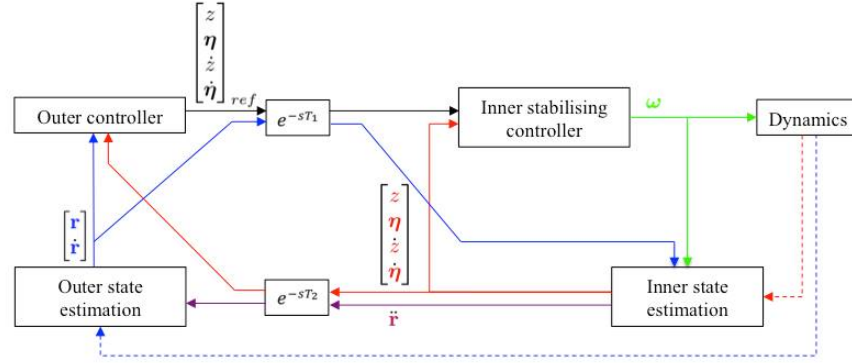 z
η
ż
η̇
ref
Outer controller
e^{-sT_1}
Inner stabilising
controller
ω
Dynamics
z
η
ż
η̇
r
ṙ
Outer state
estimation
e^{-sT_2}
r̈
Inner state
estimation